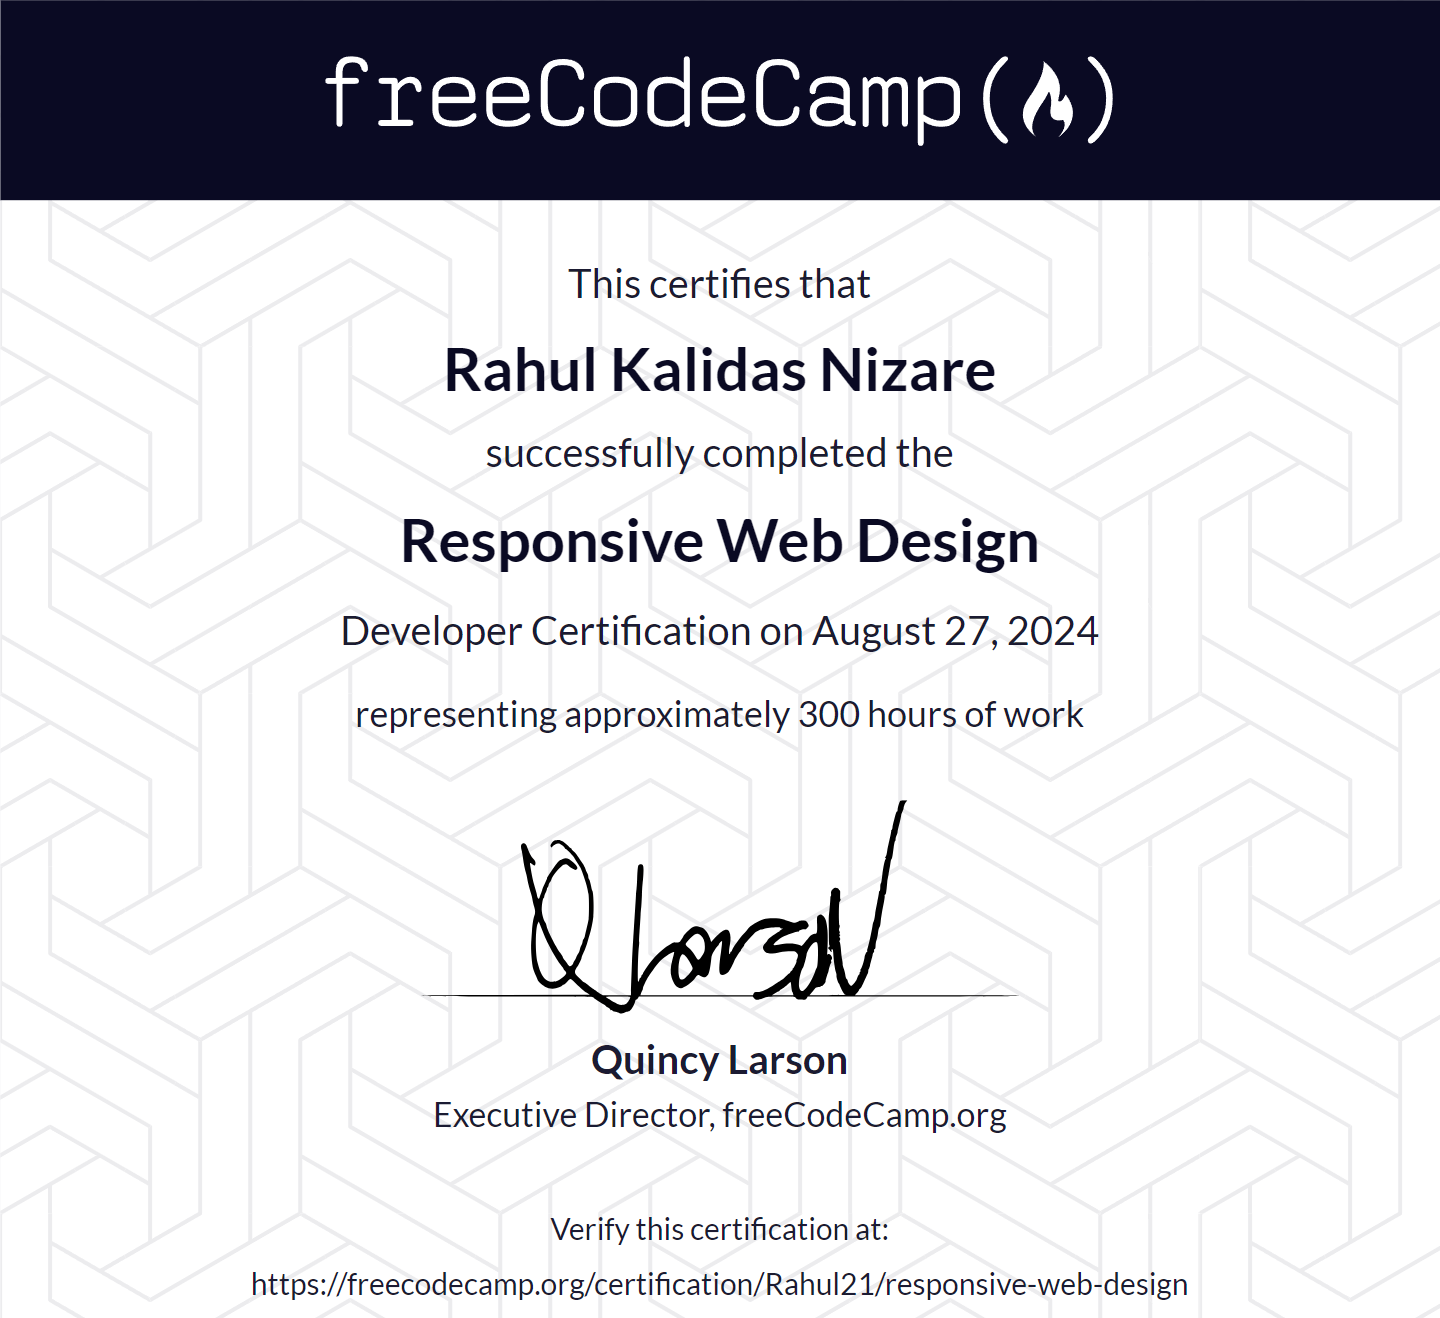 freeCodeCamp(🔥)
This certifies that
Rahul Kalidas Nizare
successfully completed the
Responsive Web Design
Developer Certification on August 27, 2024
representing approximately 300 hours of work
Q Larson
Quincy Larson
Executive Director, freeCodeCamp.org
Verify this certification at:
https://freecodecamp.org/certification/Rahul21/responsive-web-design